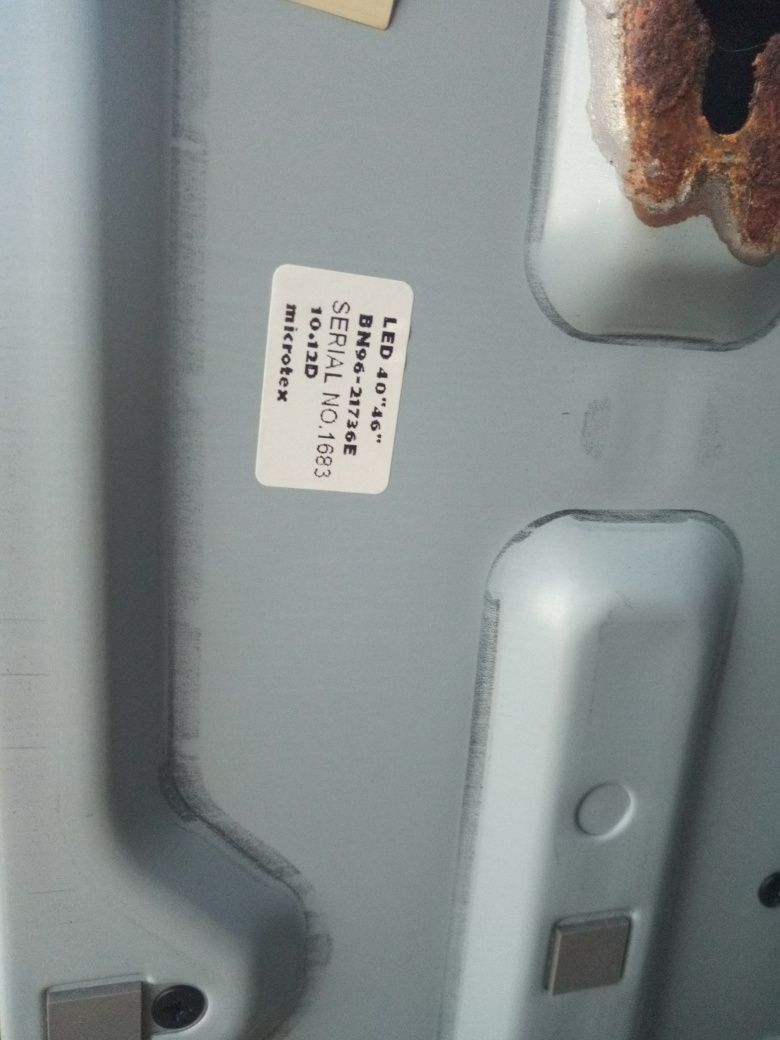 LED 40"46"
BN96-21736E
SERIAL NO.1683
10.12D
microtex